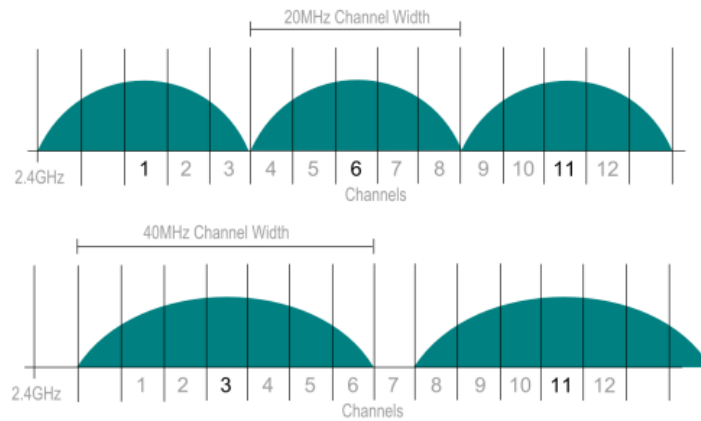 20MHz Channel Width
2.4GHz 1 2 3 4 5 6 7 8 9 10 11 12
Channels
40MHz Channel Width
2.4GHz 1 2 3 4 5 6 7 8 9 10 11 12
Channels